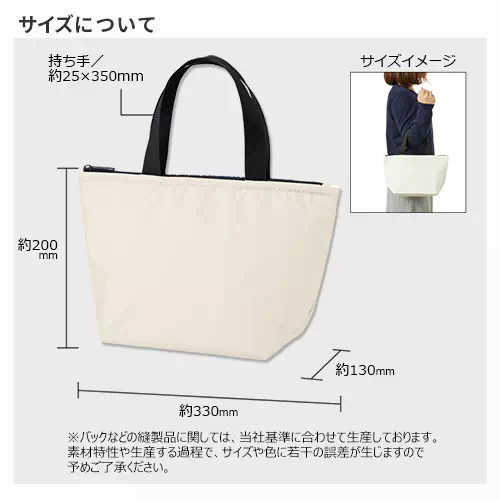 サイズについて
持ち手／
約25×350mm
サイズイメージ
約200
mm
約130mm
約330mm
※バックなどの縫製品に関しては、当社基準に合わせて生産しております。
素材特性や生産する過程で、サイズや色に若干の誤差が生じますので
予めご了承ください。